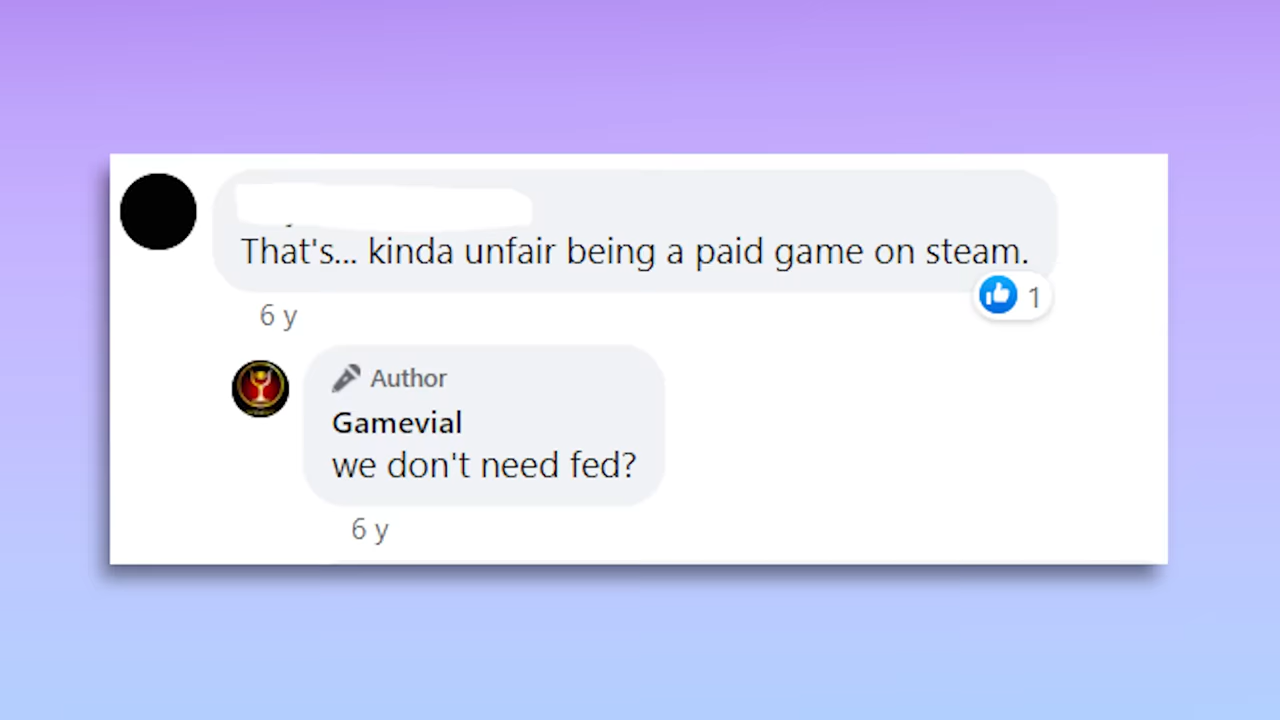 That's... kinda unfair being a paid game on steam.
1
6 y
Author
Gamevial
we don't need fed?
6 y